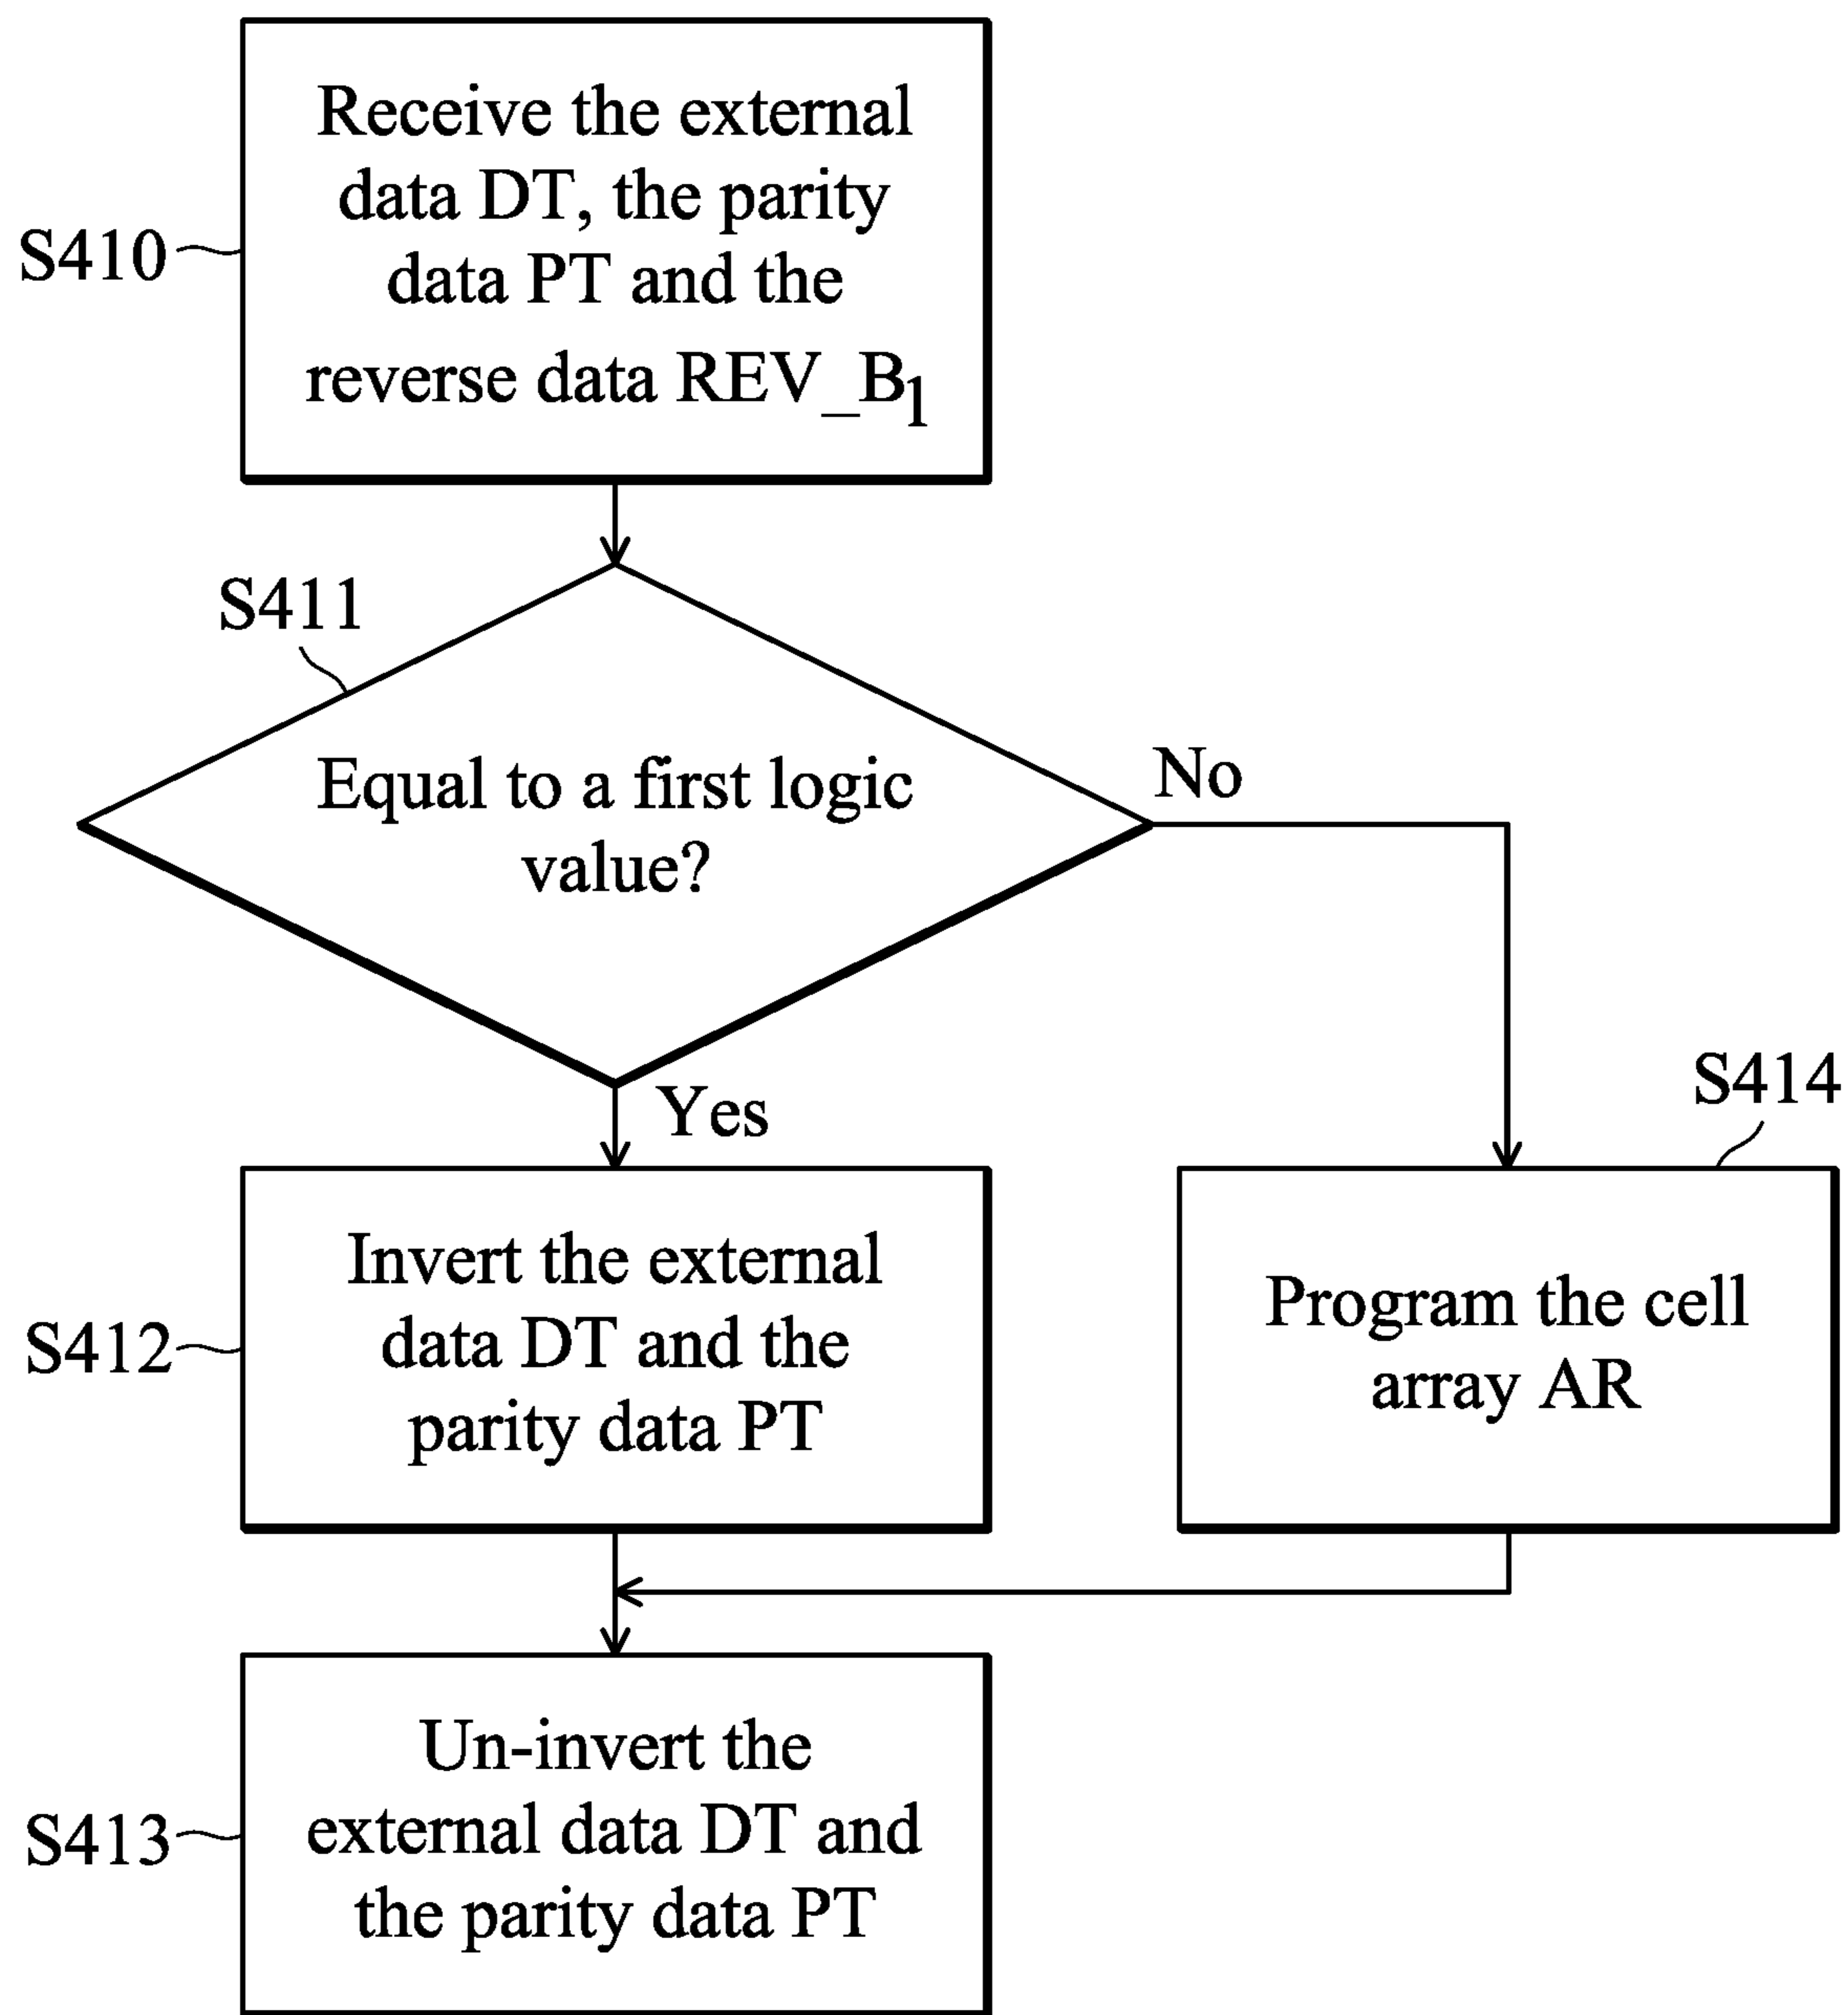 Receive the external
data DT, the parity
data PT and the
reverse data REV_B1
S410
S411
Equal to a first logic
value?
No
Yes
S414
Invert the external
data DT and the
parity data PT
S412
Program the cell
array AR
Un-invert the
external data DT and
the parity data PT
S413